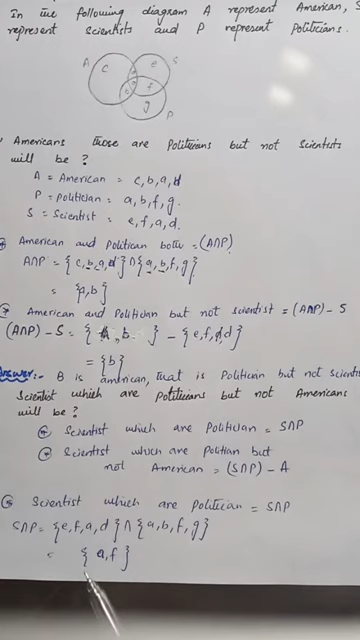 In the following diagram A represent American, S
represent Scientists and P represent Politicians.
A c e S
a
d
b f
g
P
Americans those are Politicians but not Scientists
will be?
A = American = c, b, a, d
P = Politician = a, b, f, g.
S = Scientist = e, f, a, d.
American and Politican both = (A∩P)
A∩P = {c, b, a, d} ∩ {a, b, f, g}
= {a, b}
American and Politician but not scientist = (A∩P) - S
(A∩P) - S = {a, b} - {e, f, a, d}
= {b}
Answer:- B is american, that is Politician but not scientis
Scientist which are Politicians but not Americans
will be?
Scientist which are Politician = S∩P
Scientist which are Politian but
not American = (S∩P) - A
Scientist which are Politician = S∩P
S∩P = {e, f, a, d} ∩ {a, b, f, g}
= {a, f}